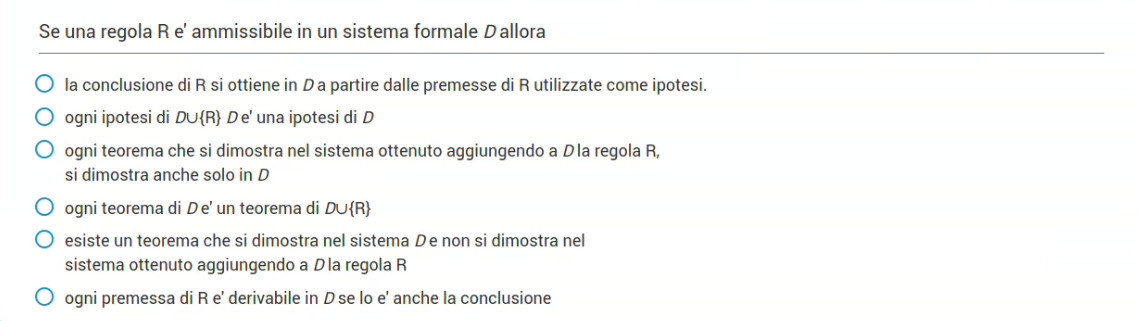 Se una regola R e' ammissibile in un sistema formale D allora
la conclusione di R si ottiene in D a partire dalle premesse di R utilizzate come ipotesi.
ogni ipotesi di D∪{R} D e' una ipotesi di D
ogni teorema che si dimostra nel sistema ottenuto aggiungendo a D la regola R,
si dimostra anche solo in D
ogni teorema di D e' un teorema di D∪{R}
esiste un teorema che si dimostra nel sistema D e non si dimostra nel
sistema ottenuto aggiungendo a D la regola R
ogni premessa di R e' derivabile in D se lo e' anche la conclusione